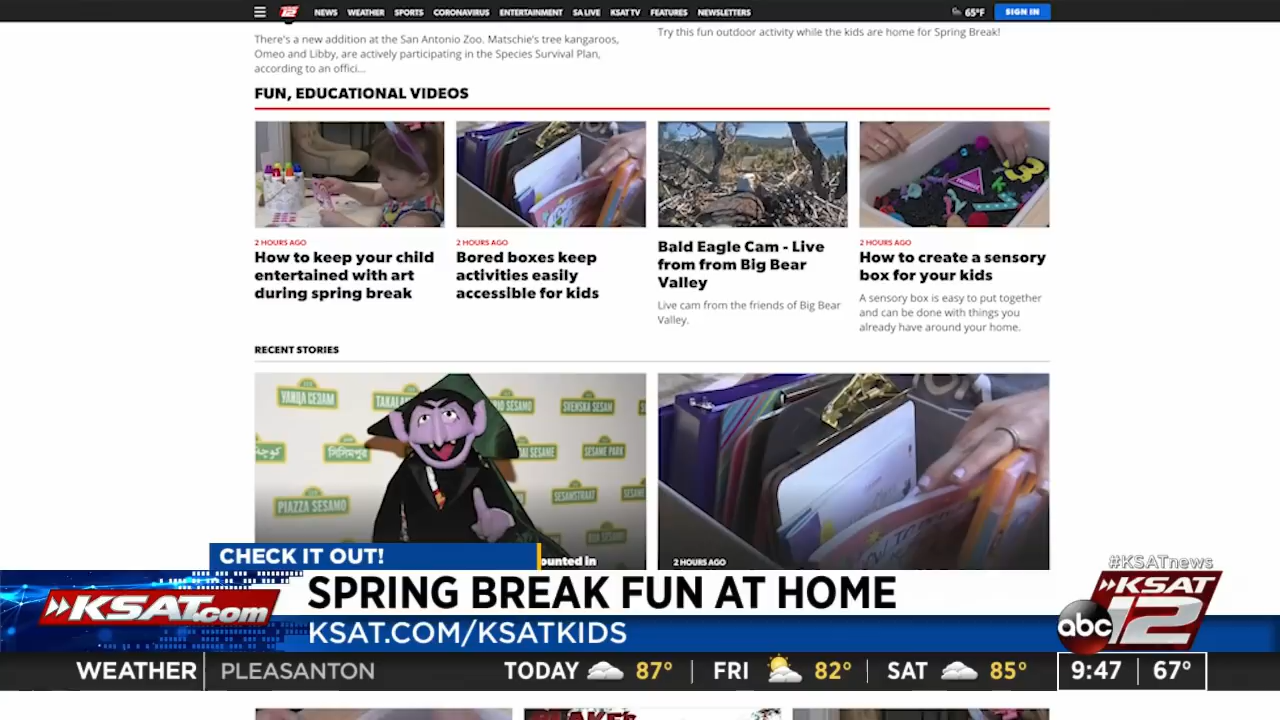 NEWS WEATHER SPORTS CORONAVIRUS ENTERTAINMENT SA LIVE KSAT TV FEATURES NEWSLETTERS 65°F SIGN IN
There's a new addition at the San Antonio Zoo. Matschie's tree kangaroos,
Omeo and Libby, are actively participating in the Species Survival Plan,
according to an offici...
Try this fun outdoor activity while the kids are home for Spring Break!
FUN, EDUCATIONAL VIDEOS
2 HOURS AGO
How to keep your child
entertained with art
during spring break
2 HOURS AGO
Bored boxes keep
activities easily
accessible for kids
Bald Eagle Cam - Live
from from Big Bear
Valley
Live cam from the friends of Big Bear
Valley.
2 HOURS AGO
How to create a sensory
box for your kids
A sensory box is easy to put together
and can be done with things you
already have around your home.
RECENT STORIES
УЛИЦА СЕЗАМ
SVENSKA SESAM
সিসিমপুর
SESAME PARK
PIAZZA SESAMO
SESAMSTRAAT
ounted In
2 HOURS AGO
CHECK IT OUT!
SPRING BREAK FUN AT HOME
KSAT.com
KSAT.COM/KSATKIDS
#KSATnews
KSAT
abc 12
WEATHER PLEASANTON TODAY 87° FRI 82° SAT 85° 9:47 67°